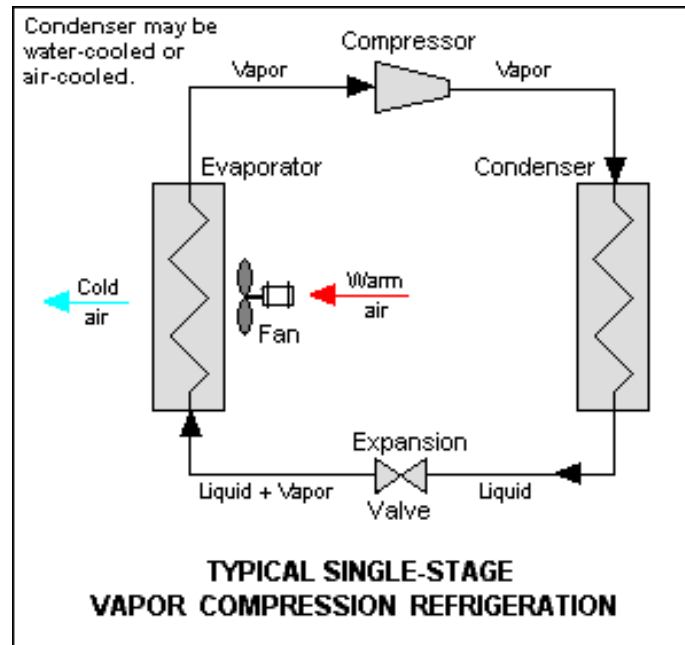 Condenser may be
water-cooled or
air-cooled.
Compressor
Vapor
Vapor
Evaporator
Condenser
Cold
air
Warm
air
Fan
Expansion
Valve
Liquid + Vapor
Liquid
TYPICAL SINGLE-STAGE
VAPOR COMPRESSION REFRIGERATION